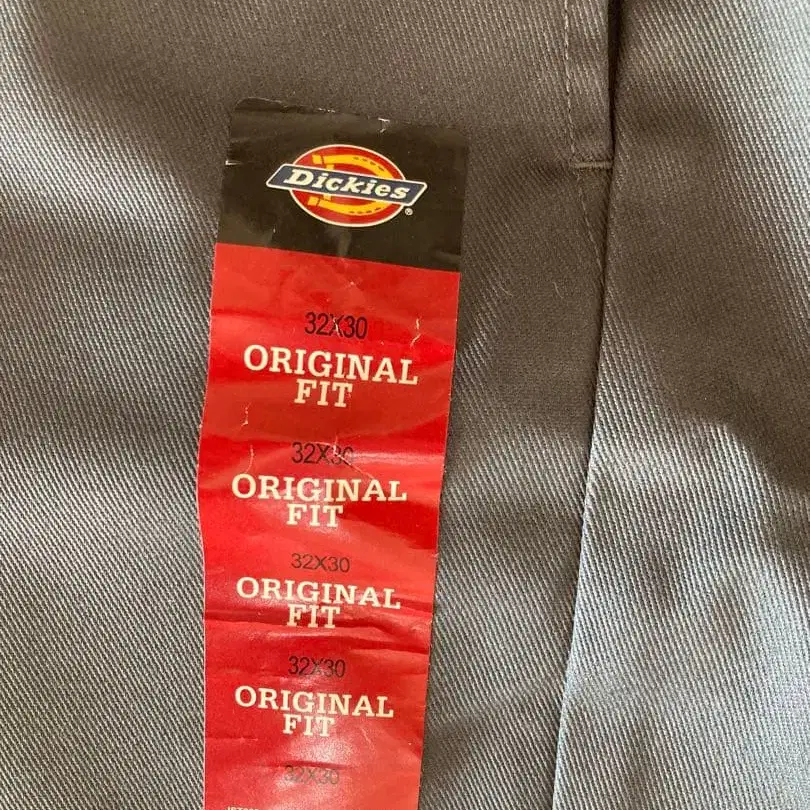 Dickies
®
32X30
ORIGINAL
FIT
32X30
ORIGINAL
FIT
32X30
ORIGINAL
FIT
32X30
ORIGINAL
FIT
32X30